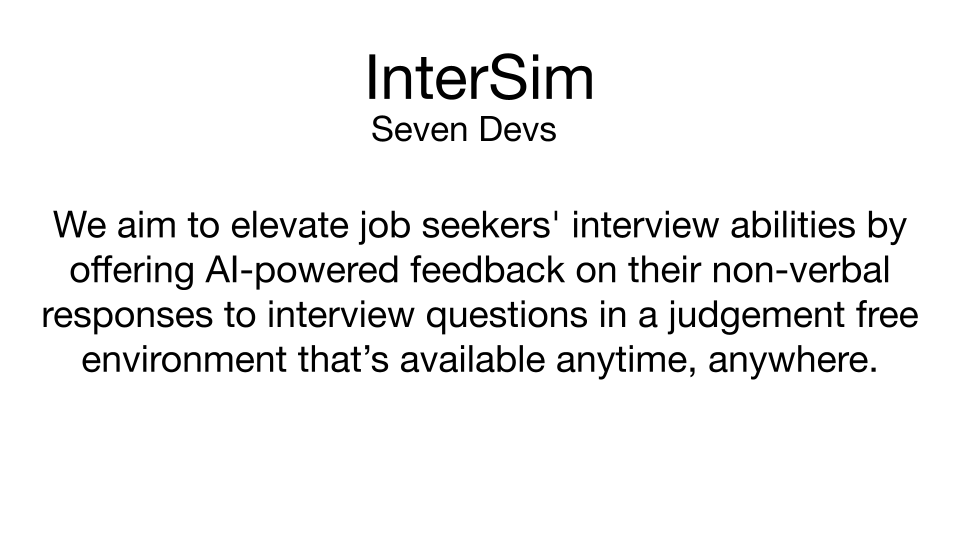 InterSim
Seven Devs
We aim to elevate job seekers' interview abilities by
offering AI-powered feedback on their non-verbal
responses to interview questions in a judgement free
environment that’s available anytime, anywhere.